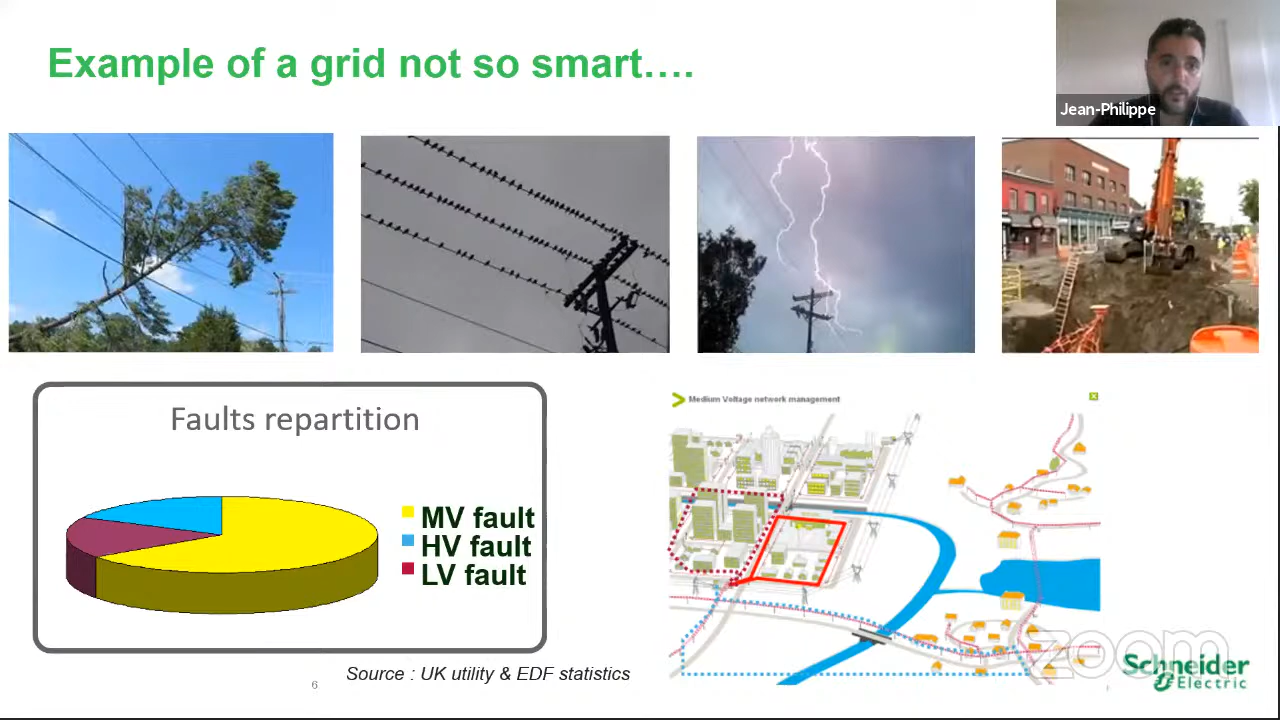 Example of a grid not so smart….
Jean-Philippe
Faults repartition
MV fault
HV fault
LV fault
Source : UK utility & EDF statistics
6
Medium Voltage network management
zoom
Schneider
Electric